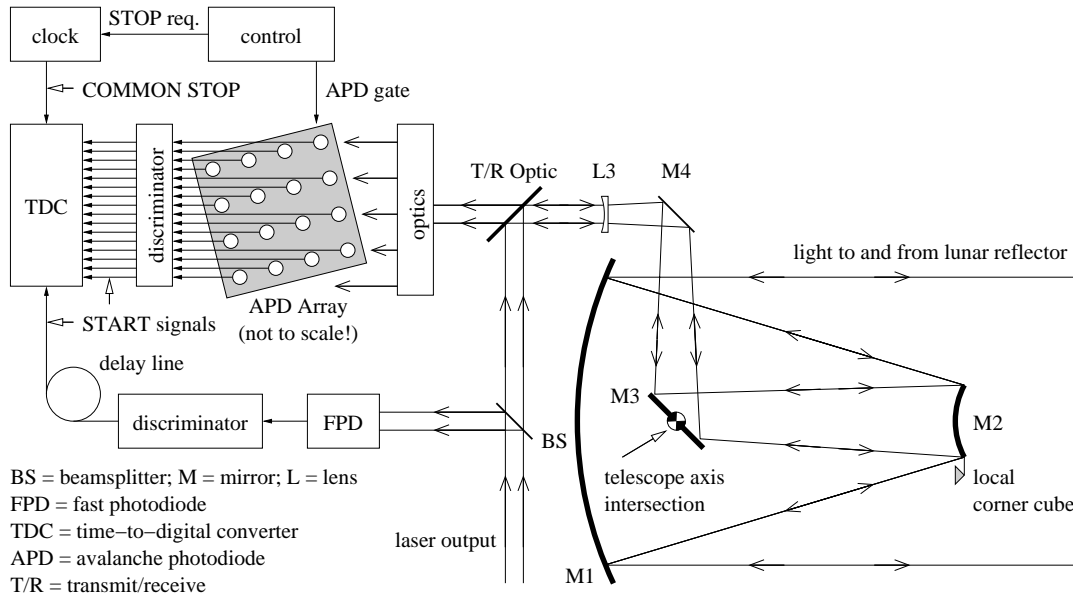 clock
STOP req.
control
COMMON STOP
APD gate
TDC
discriminator
optics
T/R Optic
L3
M4
light to and from lunar reflector
APD Array
(not to scale!)
START signals
delay line
discriminator
FPD
BS
M3
M2
telescope axis
intersection
local
corner cube
laser output
M1
BS = beamsplitter; M = mirror; L = lens
FPD = fast photodiode
TDC = time−to−digital converter
APD = avalanche photodiode
T/R = transmit/receive